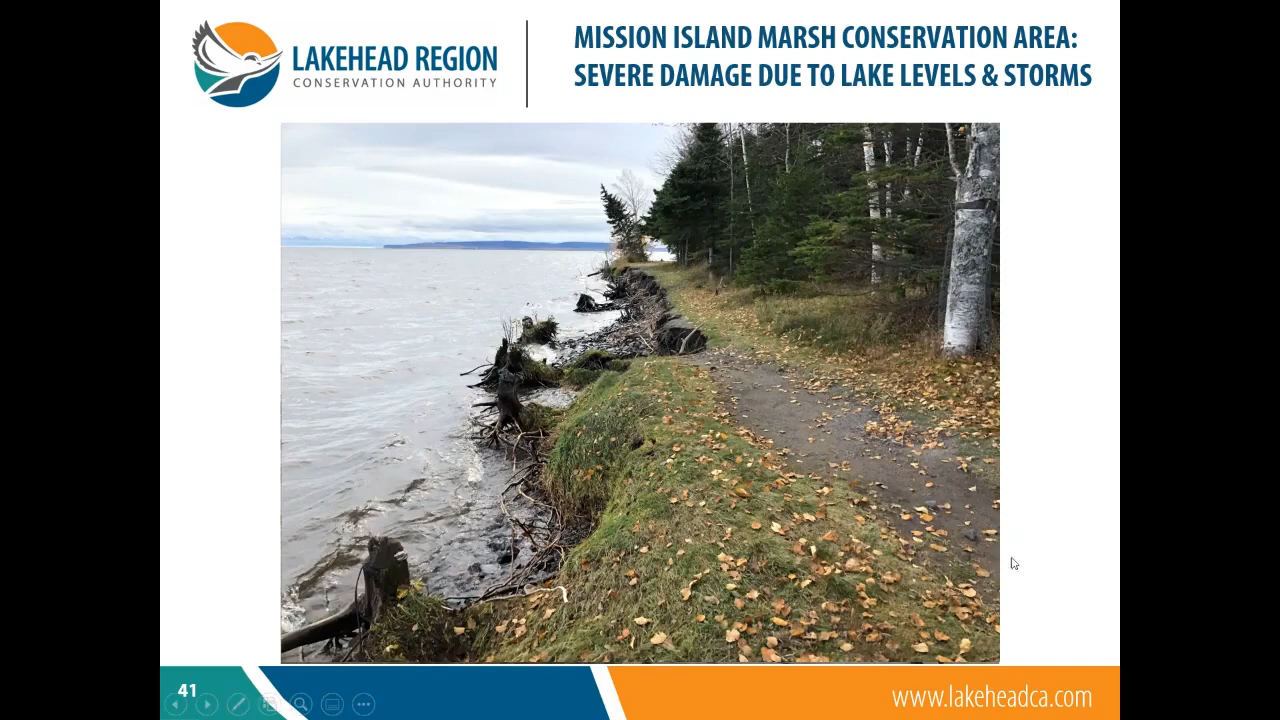 LAKEHEAD REGION
CONSERVATION AUTHORITY
MISSION ISLAND MARSH CONSERVATION AREA:
SEVERE DAMAGE DUE TO LAKE LEVELS & STORMS
41
www.lakeheadca.com